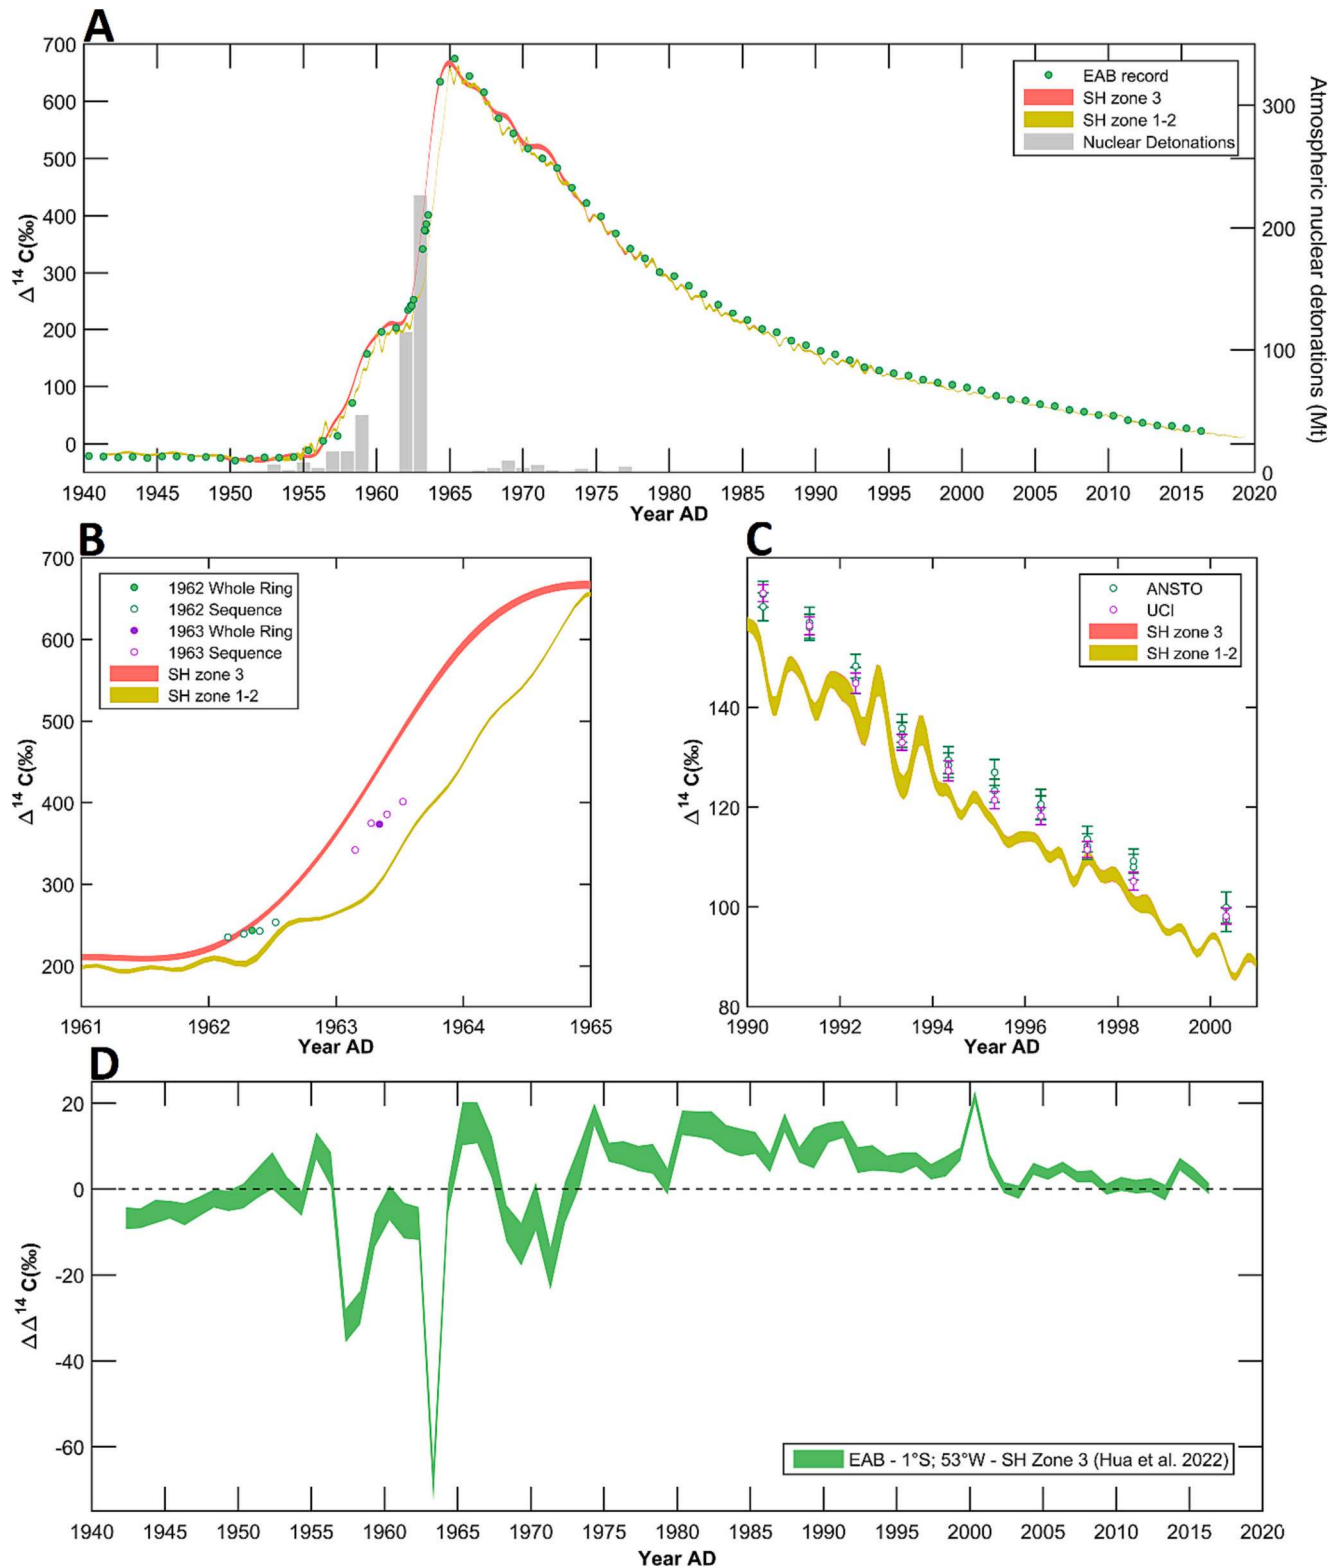 A
700
600
500
400
300
200
100
0
Δ¹⁴ C(‰)
EAB record
SH zone 3
SH zone 1-2
Nuclear Detonations
300
200
100
0
Atmospheric nuclear detonations (Mt)
1940 1945 1950 1955 1960 1965 1970 1975 1980 1985 1990 1995 2000 2005 2010 2015 2020
Year AD
B
700
600
500
400
300
200
Δ¹⁴ C(‰)
1962 Whole Ring
1962 Sequence
1963 Whole Ring
1963 Sequence
SH zone 3
SH zone 1-2
1961 1962 1963 1964 1965
Year AD
C
140
120
100
80
Δ¹⁴ C(‰)
ANSTO
UCI
SH zone 3
SH zone 1-2
1990 1992 1994 1996 1998 2000
Year AD
D
20
0
-20
-40
-60
ΔΔ¹⁴ C(‰)
EAB - 1°S; 53°W - SH Zone 3 (Hua et al. 2022)
1940 1945 1950 1955 1960 1965 1970 1975 1980 1985 1990 1995 2000 2005 2010 2015 2020
Year AD